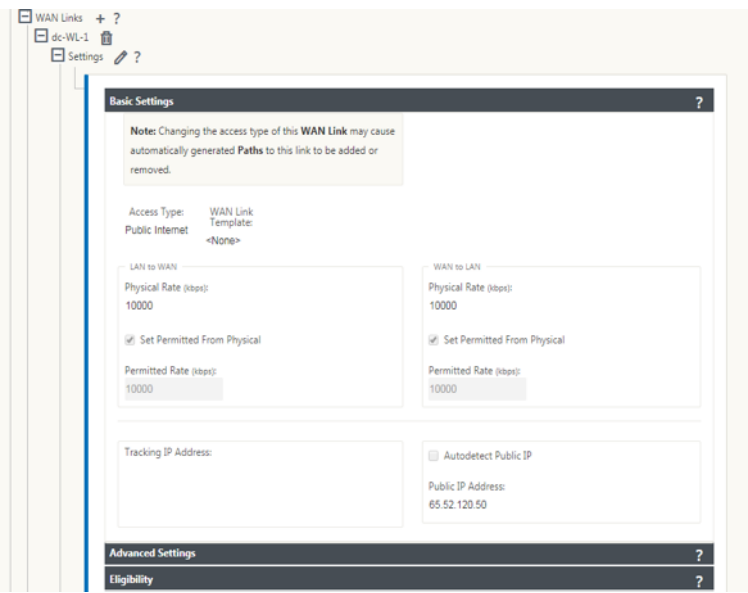 WAN Links + ?
dc-WL-1
Settings ?
Basic Settings ?
Note: Changing the access type of this WAN Link may cause
automatically generated Paths to this link to be added or
removed.
Access Type:
Public Internet
WAN Link
Template:
<None>
LAN to WAN
Physical Rate (kbps):
10000
Set Permitted From Physical
Permitted Rate (kbps):
10000
WAN to LAN
Physical Rate (kbps):
10000
Set Permitted From Physical
Permitted Rate (kbps):
10000
Tracking IP Address:
Autodetect Public IP
Public IP Address:
65.52.120.50
Advanced Settings ?
Eligibility ?